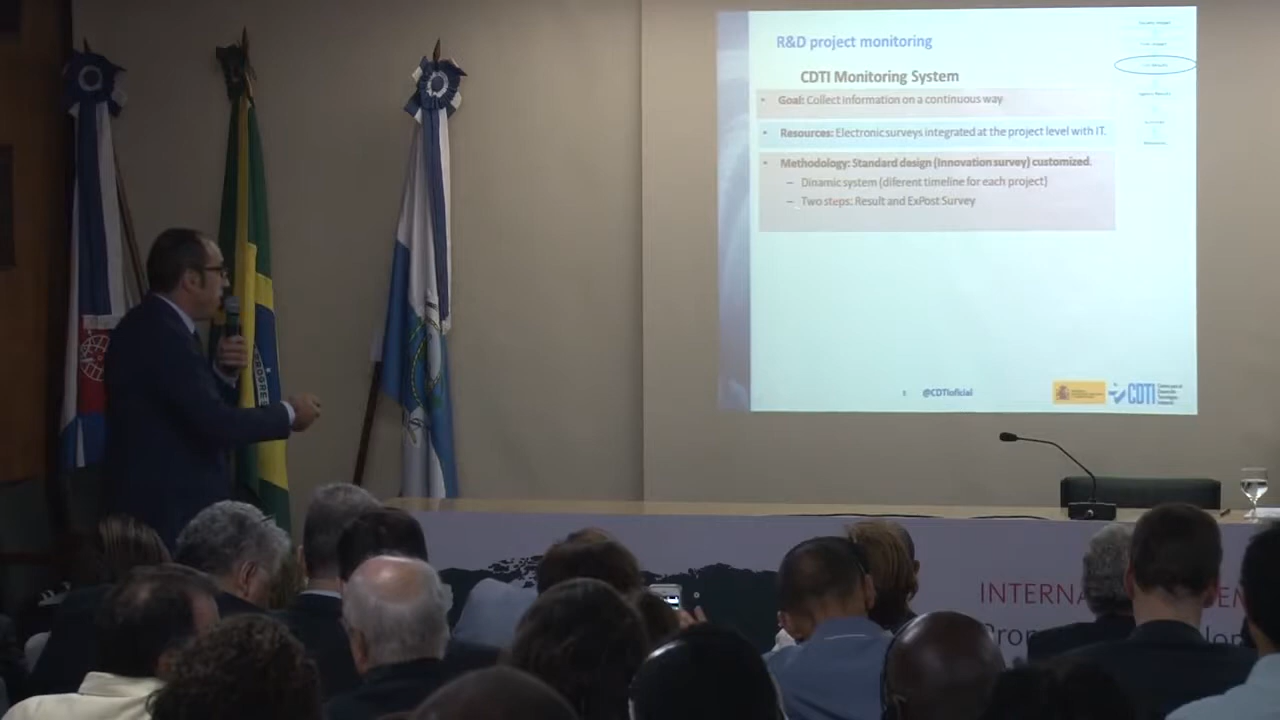 R&D project monitoring
CDTI Monitoring System
• Goal: Collect information on a continuous way
• Resources: Electronic surveys integrated at the project level with IT.
• Methodology: Standard design (Innovation survey) customized.
– Dinamic system (diferent timeline for each project)
– Two steps: Result and ExPost Survey
@CDTIoficial
CDTI
INTERNA